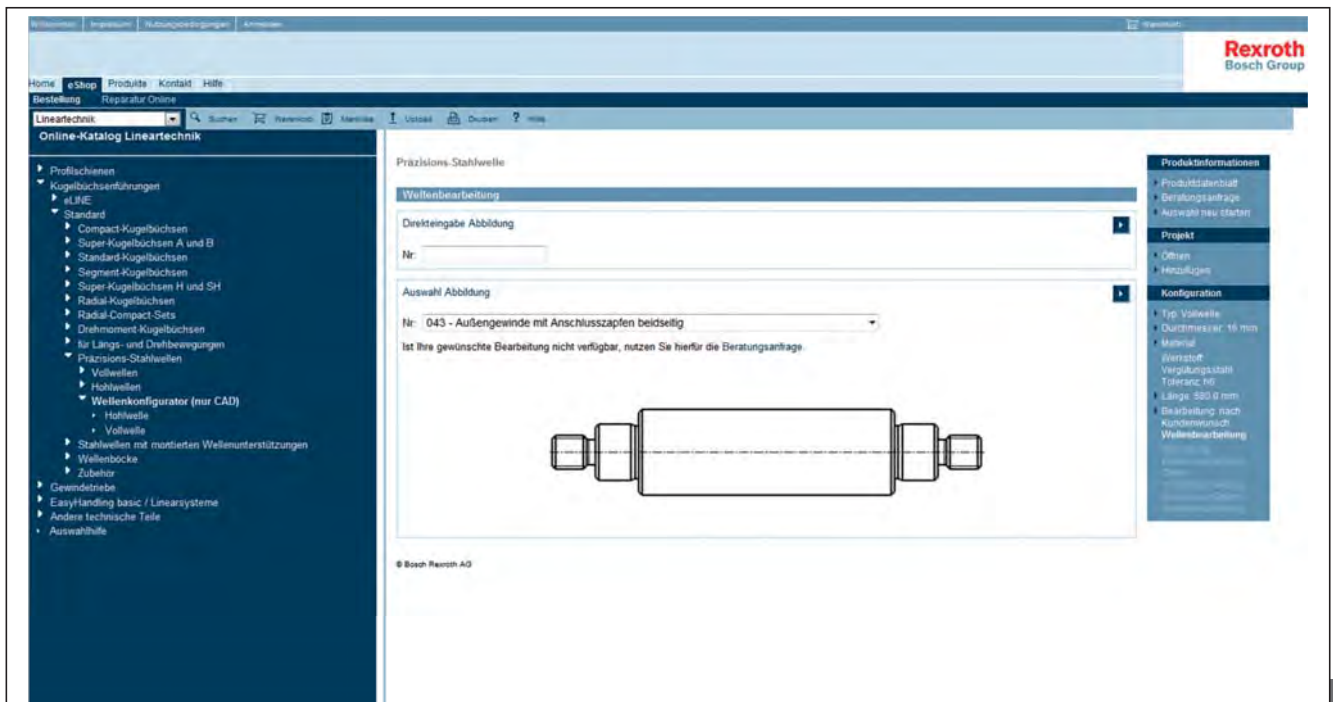 Willkommen | Impressum | Nutzungsbedingungen | Anmelden
Warenkorb
Rexroth
Bosch Group
Home eShop Produkte Kontakt Hilfe
Bestellung Reparatur Online
Lineartechnik Suchen Warenkorb Merkliste Upload Drucken ? Hilfe
Online-Katalog Lineartechnik
Profilschienen
Kugelbüchsenführungen
eLINE
Standard
Compact-Kugelbüchsen
Super-Kugelbüchsen A und B
Standard-Kugelbüchsen
Segment-Kugelbüchsen
Super-Kugelbüchsen H und SH
Radial-Kugelbüchsen
Radial-Compact-Sets
Drehmoment-Kugelbüchsen
für Längs- und Drehbewegungen
Präzisions-Stahlwellen
Vollwellen
Hohlwellen
Wellenkonfigurator (nur CAD)
Hohlwelle
Vollwelle
Stahlwellen mit montierten Wellenunterstützungen
Wellenböcke
Zubehör
Gewindetriebe
EasyHandling basic / Linearsysteme
Andere technische Teile
Auswahlhilfe
Präzisions-Stahlwelle
Wellenbearbeitung
Direkteingabe Abbildung
Nr:
Auswahl Abbildung
Nr: 043 - Außengewinde mit Anschlusszapfen beidseitig
Ist Ihre gewünschte Bearbeitung nicht verfügbar, nutzen Sie hierfür die Beratungsanfrage.
© Bosch Rexroth AG
Produktinformationen
Produktdatenblatt
Beratungsanfrage
Auswahl neu starten
Projekt
Öffnen
Hinzufügen
Konfiguration
Typ: Vollwelle
Durchmesser: 16 mm
Material
Werkstoff
Vergütungsstahl
Toleranz: h6
Bearbeitung: nach
Kundenwunsch
Wellenbearbeitung